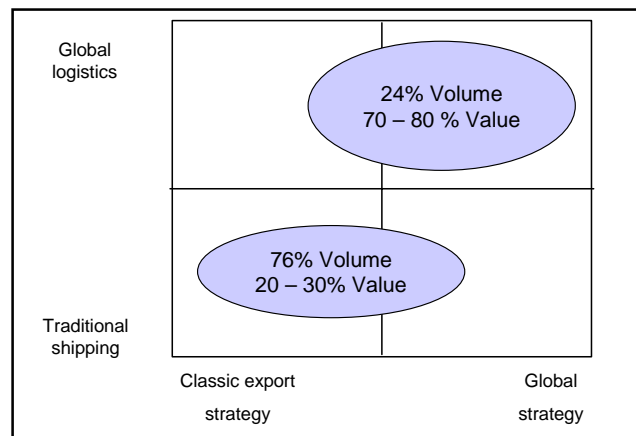 Global
logistics
24% Volume
70 – 80 % Value
76% Volume
20 – 30% Value
Traditional
shipping
Classic export
strategy
Global
strategy